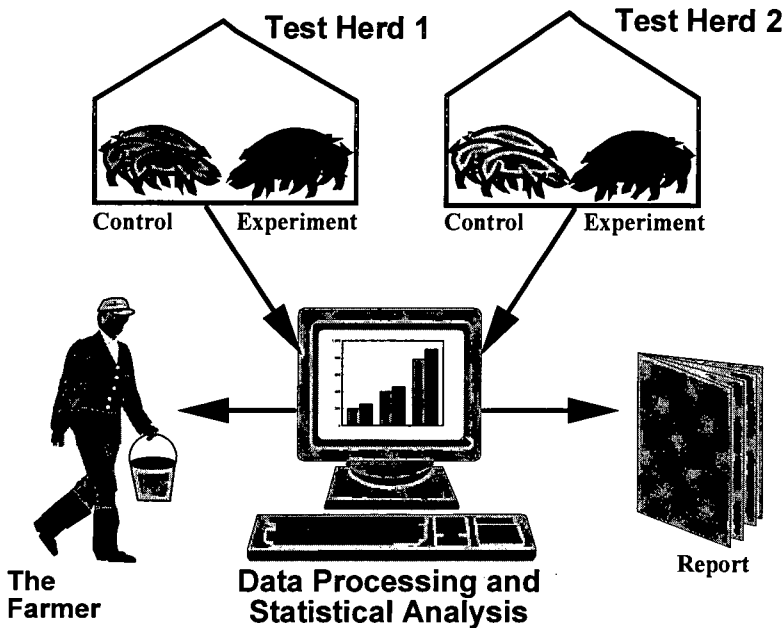 Test Herd 1
Test Herd 2
Control Experiment
Control Experiment
Report
The
Farmer
Data Processing and
Statistical Analysis